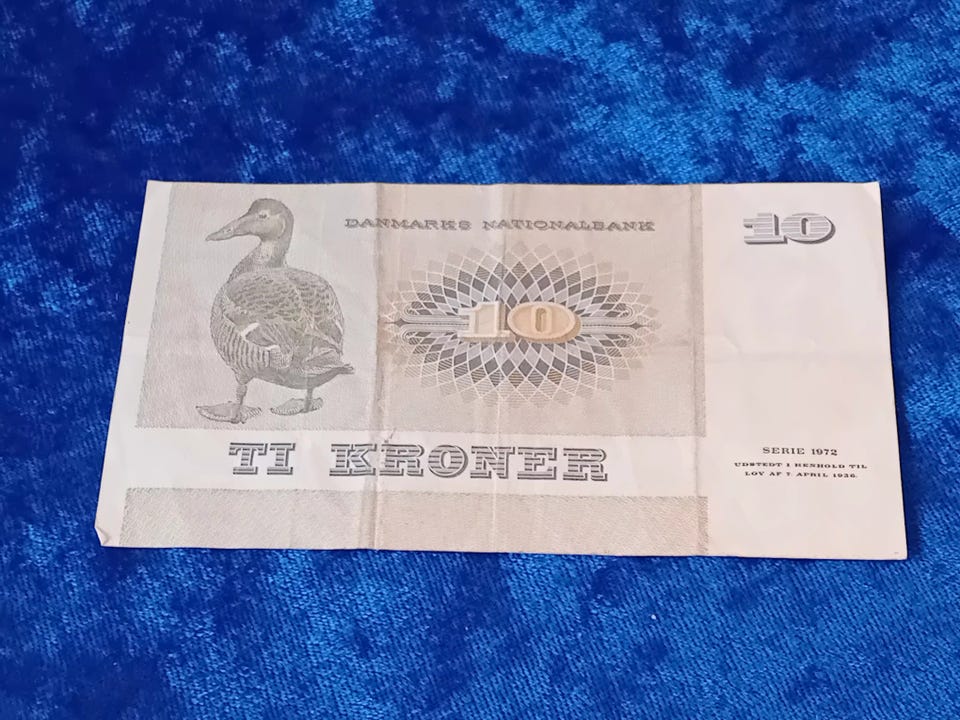 DANMARKS NATIONALBANK
10
10
TI KRONER
SERIE 1972
UDSTEDT I HENHOLD TIL
LOV AF 7. APRIL 1936.